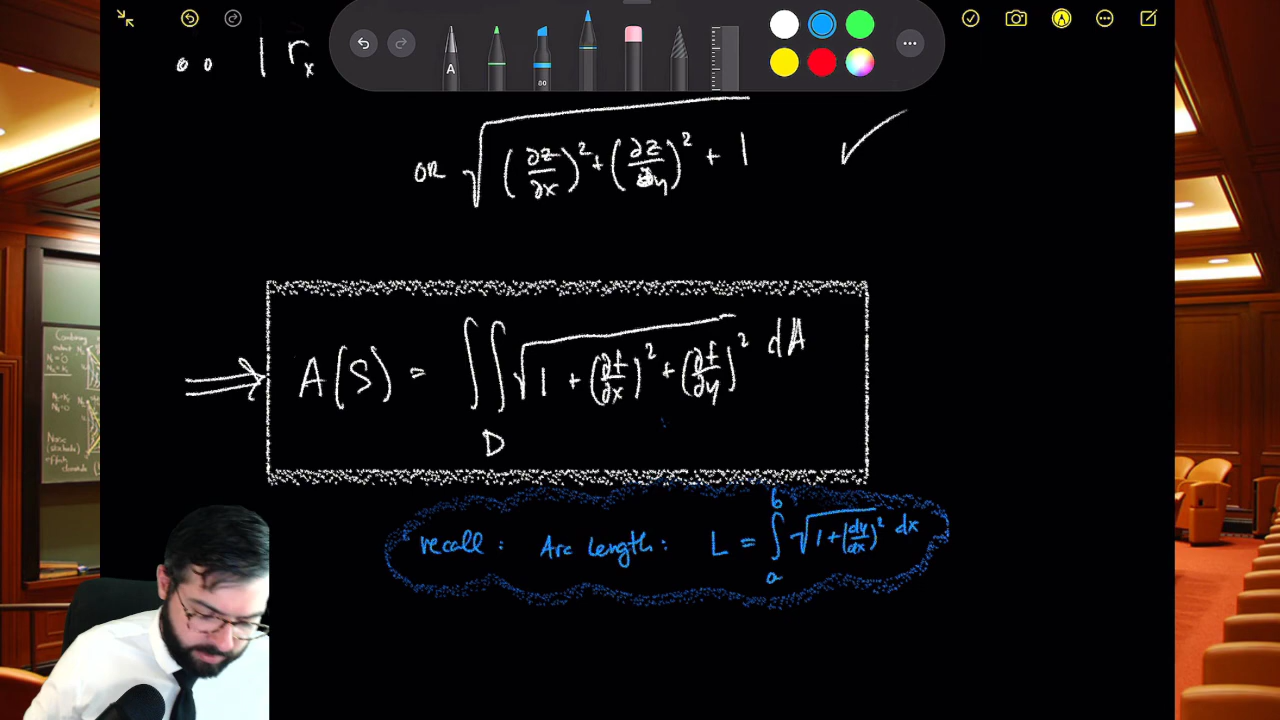 | r_x
OR √((∂z/∂x)² + (∂z/∂y)² + 1) ✓
⟹ A(S) = ∬_D √(1 + (∂f/∂x)² + (∂f/∂y)²) dA
recall: Arc Length: L = ∫_a^b √(1+(dy/dx)²) dx
A
80